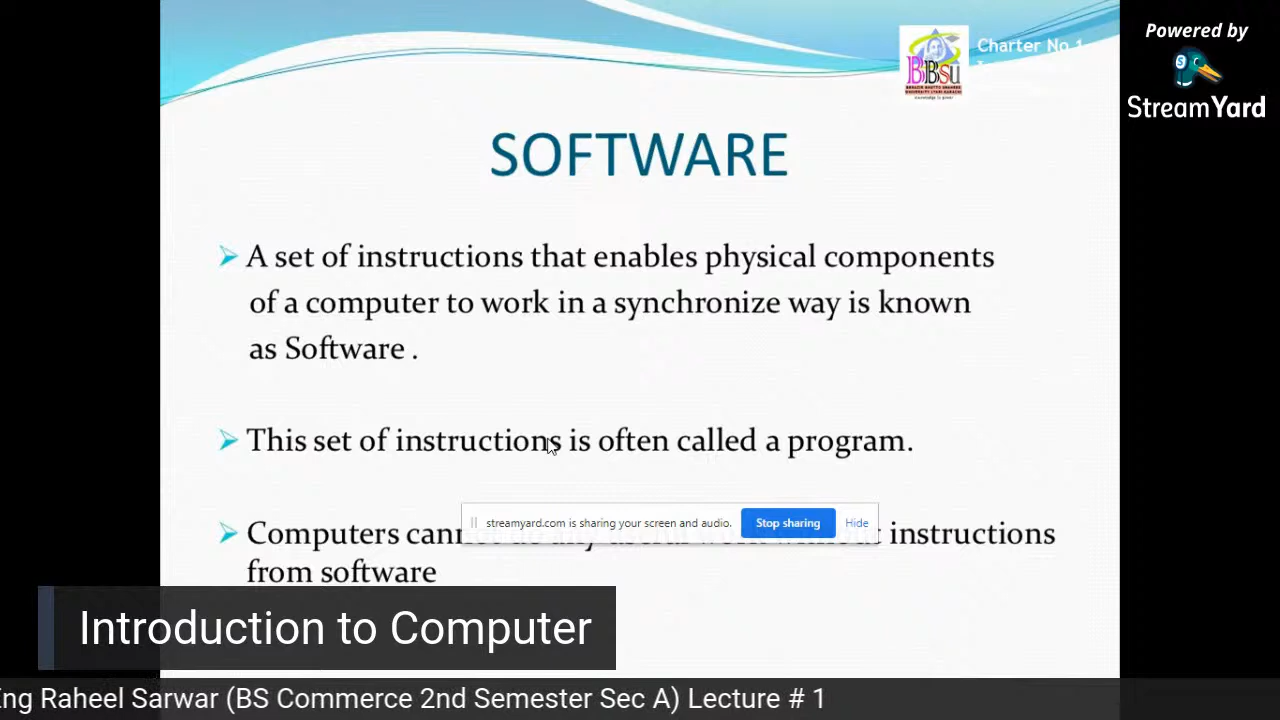 Powered by
StreamYard
Charter No 1
BBSU
SOFTWARE
A set of instructions that enables physical components
of a computer to work in a synchronize way is known
as Software .
This set of instructions is often called a program.
streamyard.com is sharing your screen and audio.
Stop sharing
Hide
Computers instructions
from software
Introduction to Computer
Eng Raheel Sarwar (BS Commerce 2nd Semester Sec A) Lecture # 1